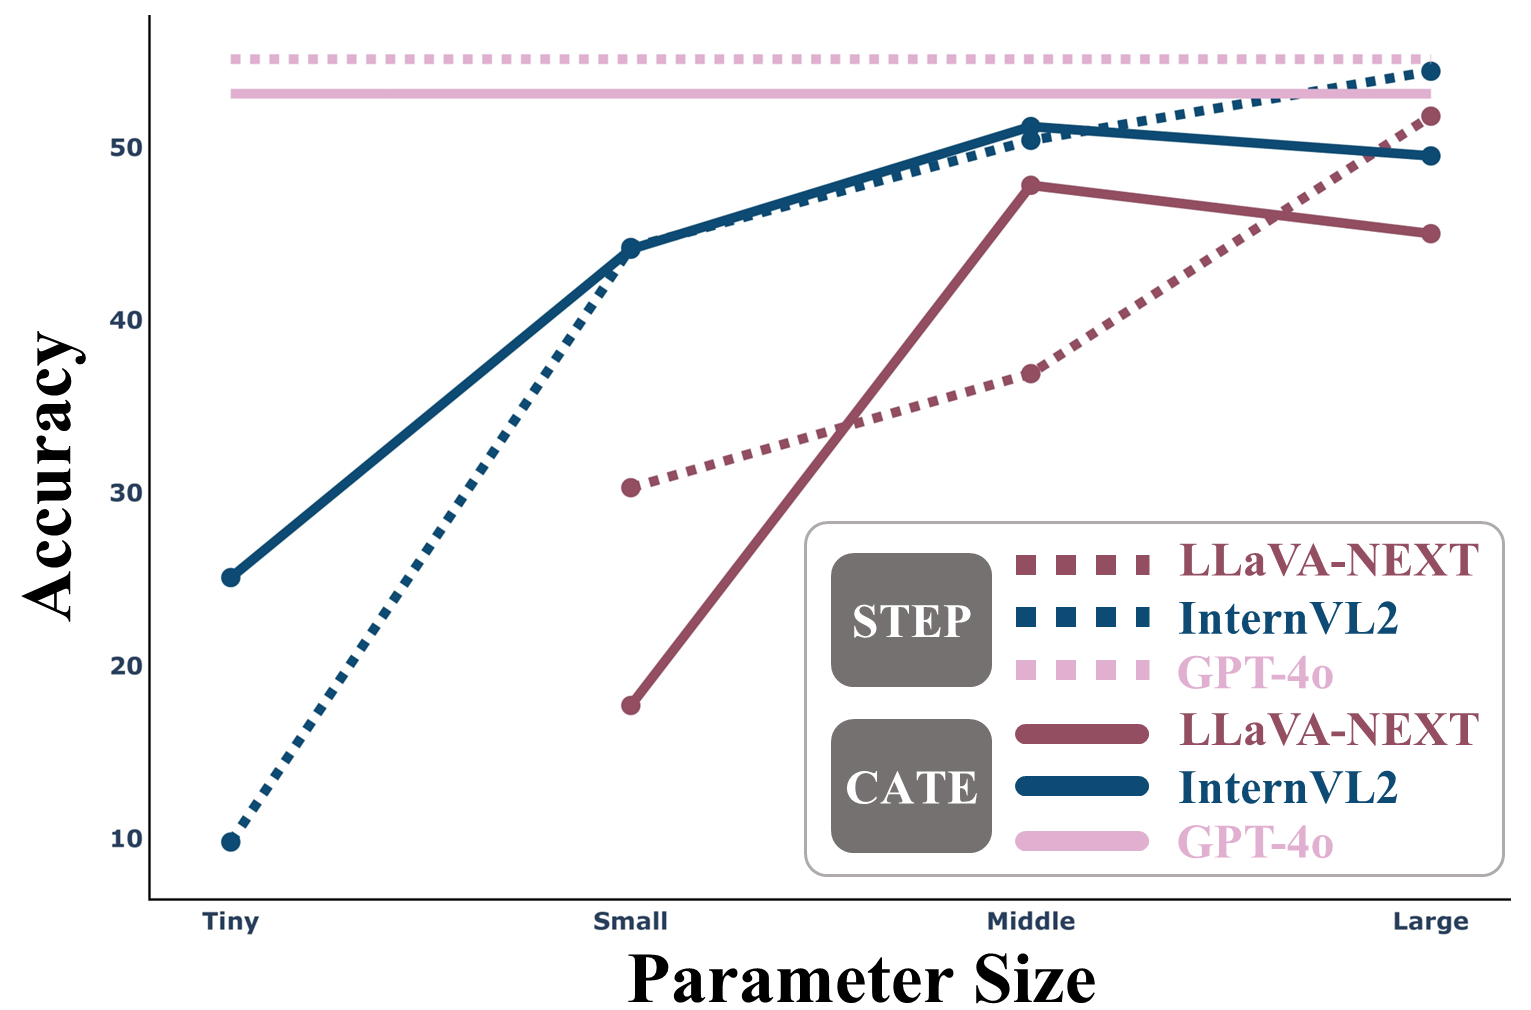 Accuracy
50
40
30
20
10
Tiny Small Middle Large
Parameter Size
STEP
LLaVA-NEXT
InternVL2
GPT-4o
CATE
LLaVA-NEXT
InternVL2
GPT-4o